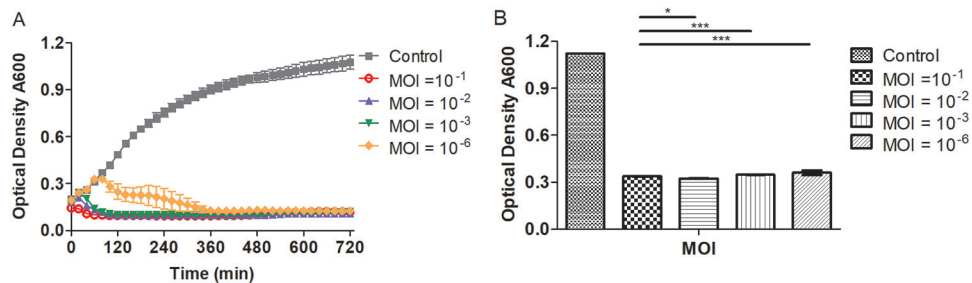 A
Optical Density A600
1.2
0.9
0.6
0.3
0.0
0 120 240 360 480 600 720
Time (min)
Control
MOI =10-1
MOI = 10-2
MOI = 10-3
MOI = 10-6
B
*
***
***
Optical Density A600
1.2
0.9
0.6
0.3
0.0
MOI
Control
MOI =10-1
MOI = 10-2
MOI = 10-3
MOI = 10-6